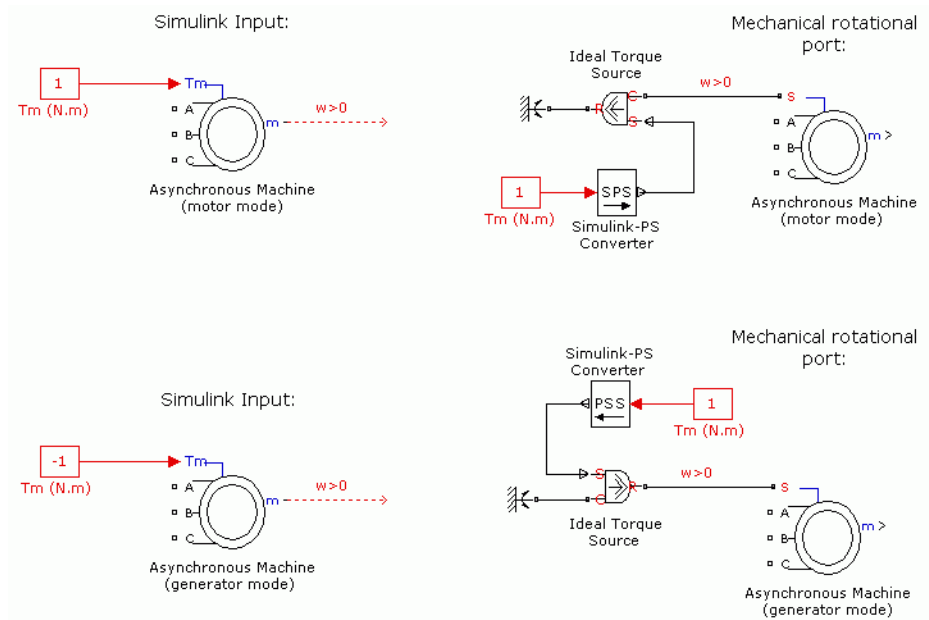 Simulink Input:
1
Tm (N.m)
Tm
A
B
C
m
w>0
Asynchronous Machine
(motor mode)
Mechanical rotational
port:
Ideal Torque
Source
R
C
S
w>0
S
A
B
C
m
1
Tm (N.m)
SPS
Simulink-PS
Converter
Asynchronous Machine
(motor mode)
Simulink Input:
-1
Tm (N.m)
Tm
A
B
C
m
w>0
Asynchronous Machine
(generator mode)
Mechanical rotational
port:
Simulink-PS
Converter
PSS
1
Tm (N.m)
S
C
R
w>0
Ideal Torque
Source
S
A
B
C
m
Asynchronous Machine
(generator mode)